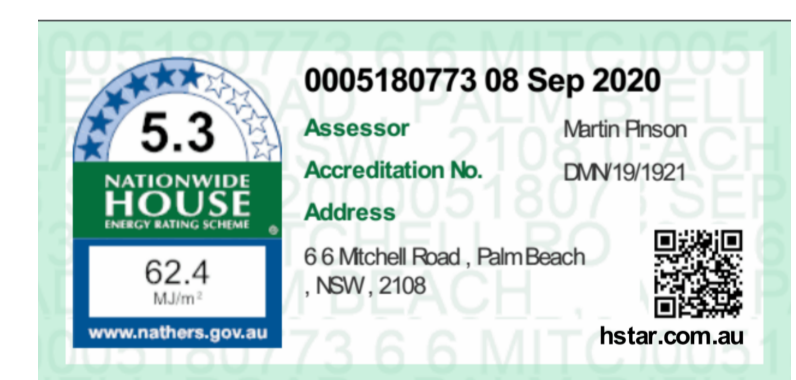 0005180773 08 Sep 2020
5.3
NATIONWIDE
HOUSE
ENERGY RATING SCHEME
®
62.4
MJ/m²
www.nathers.gov.au
Assessor Martin Pinson
Accreditation No. DMN/19/1921
Address
6 6 Mitchell Road , Palm Beach
, NSW , 2108
hstar.com.au